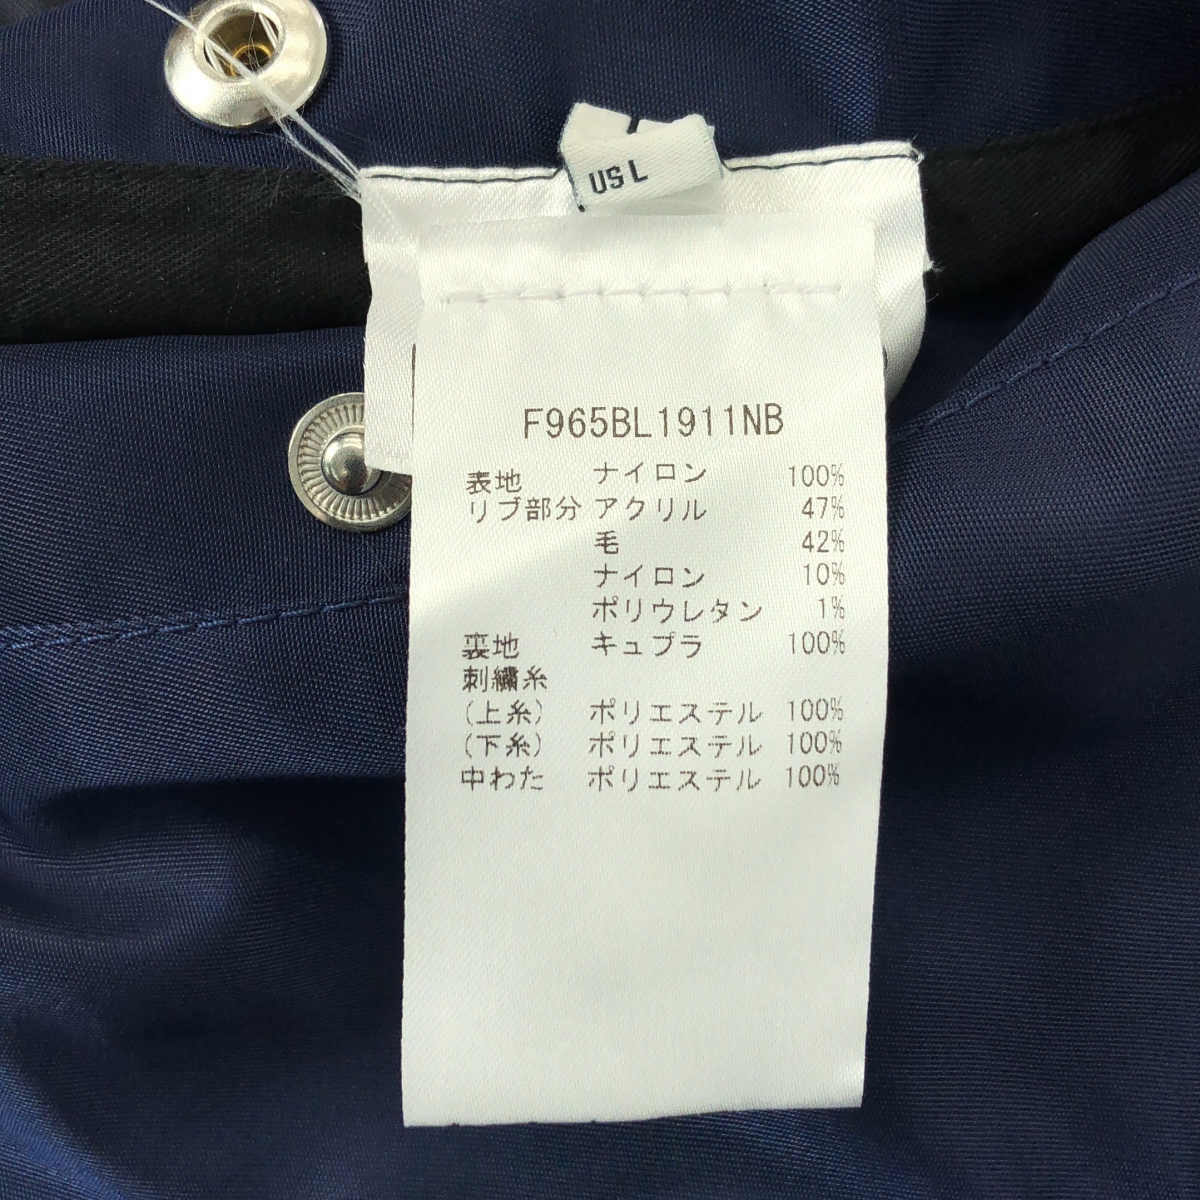 US L
F965BL1911NB
表地 ナイロン 100%
リブ部分 アクリル 47%
毛 42%
ナイロン 10%
ポリウレタン 1%
裏地 キュプラ 100%
刺繍糸
(上糸) ポリエステル 100%
(下糸) ポリエステル 100%
中わた ポリエステル 100%